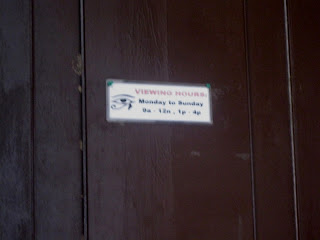 VIEWING HOURS:
Monday to Sunday
9a - 12n , 1p - 4p